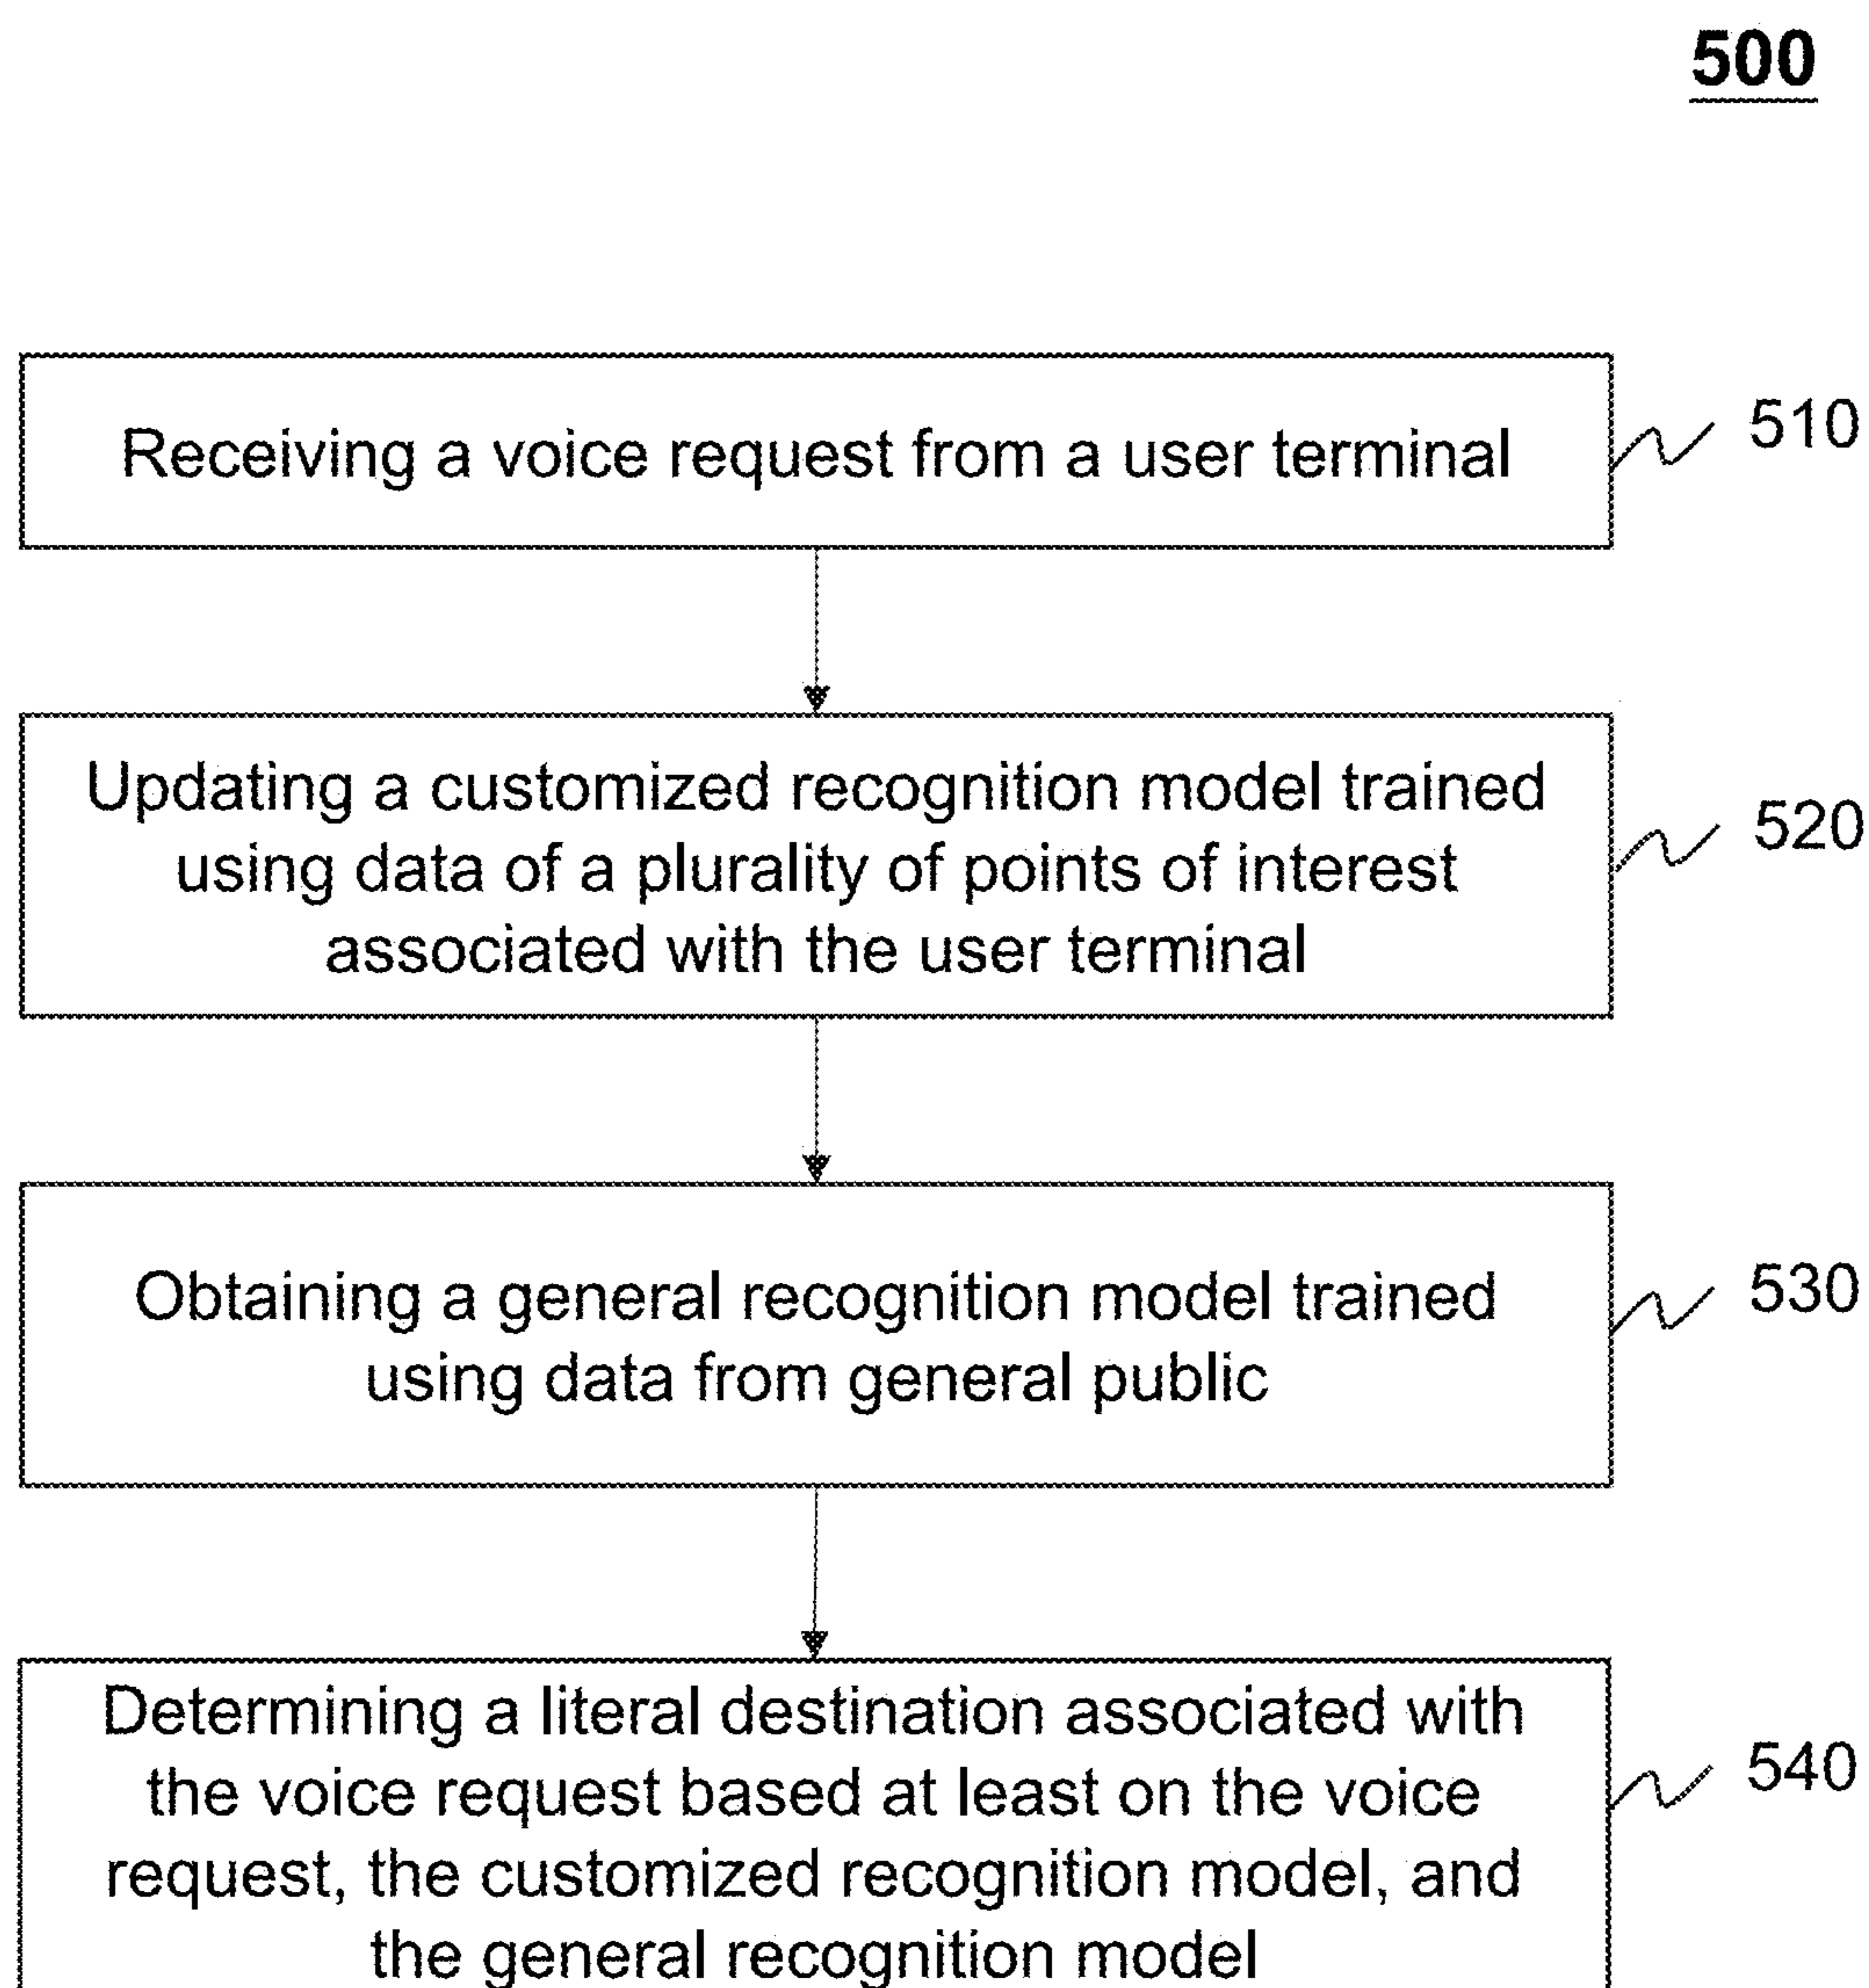 500
Receiving a voice request from a user terminal
510
Updating a customized recognition model trained
using data of a plurality of points of interest
associated with the user terminal
520
Obtaining a general recognition model trained
using data from general public
530
Determining a literal destination associated with
the voice request based at least on the voice
request, the customized recognition model, and
the general recognition model
540